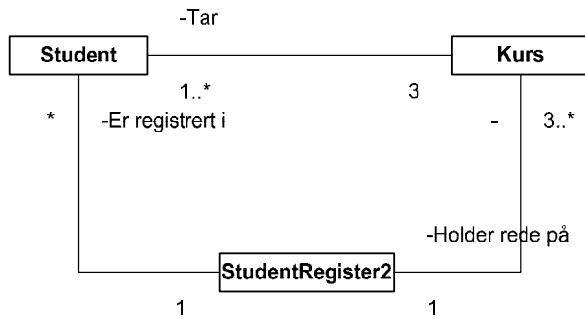 -Tar
Student
Kurs
1..*
3
*
-Er registrert i
-
3..*
-Holder rede på
StudentRegister2
1
1